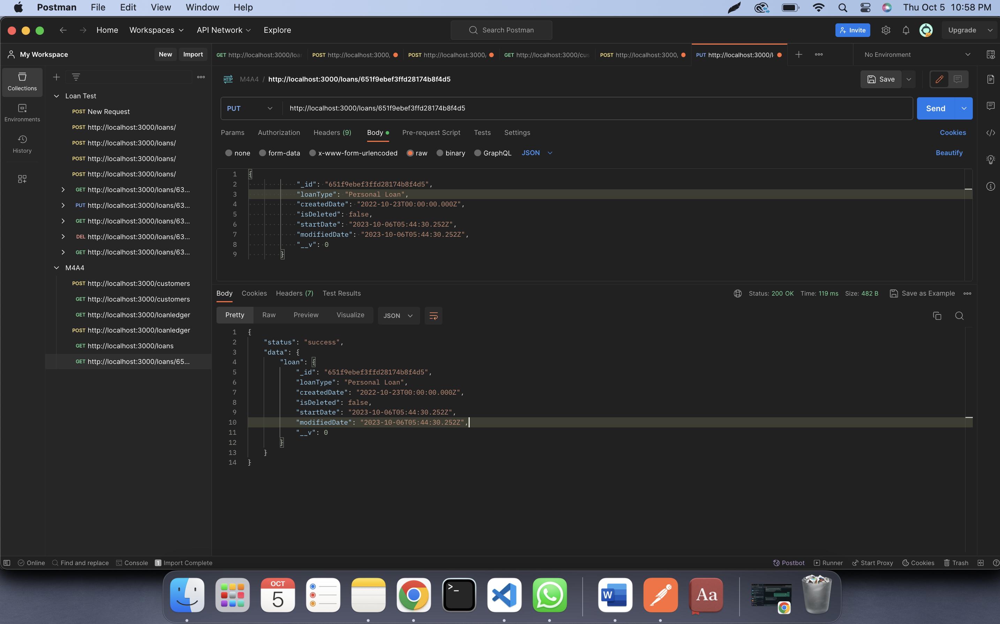 Postman File Edit View Window Help Thu Oct 5 10:58 PM
Home Workspaces API Network Explore Search Postman Invite Upgrade
My Workspace New Import
GET http://localhost:3000/loa POST http://localhost:3000, POST http://localhost:3000/ GET http://localhost:3000/cus POST http://localhost:3000, PUT http://localhost:3000/l No Environment
Collections
Environments
History
Loan Test
POST New Request
POST http://localhost:3000/loans/
POST http://localhost:3000/loans/
POST http://localhost:3000/loans/
POST http://localhost:3000/loans/
GET http://localhost:3000/loans/63...
PUT http://localhost:3000/loans/63...
GET http://localhost:3000/loans/63...
DEL http://localhost:3000/loans/63...
GET http://localhost:3000/loans/63...
M4A4
POST http://localhost:3000/customers
GET http://localhost:3000/customers
GET http://localhost:3000/loanledger
POST http://localhost:3000/loanledger
GET http://localhost:3000/loans
GET http://localhost:3000/loans/65...
HTTP M4A4 / http://localhost:3000/loans/651f9ebef3ffd28174b8f4d5 Save
PUT http://localhost:3000/loans/651f9ebef3ffd28174b8f4d5 Send
Params Authorization Headers (9) Body Pre-request Script Tests Settings Cookies
none form-data x-www-form-urlencoded raw binary GraphQL JSON Beautify
1 {
2 "_id": "651f9ebef3ffd28174b8f4d5",
3 "loanType": "Personal Loan",
4 "createdDate": "2022-10-23T00:00:00.000Z",
5 "isDeleted": false,
6 "startDate": "2023-10-06T05:44:30.252Z",
7 "modifiedDate": "2023-10-06T05:44:30.252Z",
8 "__v": 0
9 }
Body Cookies Headers (7) Test Results Status: 200 OK Time: 119 ms Size: 482 B Save as Example
Pretty Raw Preview Visualize JSON
1 {
2 "status": "success",
3 "data": {
4 "loan": {
5 "_id": "651f9ebef3ffd28174b8f4d5",
6 "loanType": "Personal Loan",
7 "createdDate": "2022-10-23T00:00:00.000Z",
8 "isDeleted": false,
9 "startDate": "2023-10-06T05:44:30.252Z",
10 "modifiedDate": "2023-10-06T05:44:30.252Z",
11 "__v": 0
12 }
13 }
14 }
Online Find and replace Console 1 Import Complete Postbot Runner Start Proxy Cookies Trash
OCT
5
>_
W
Aa